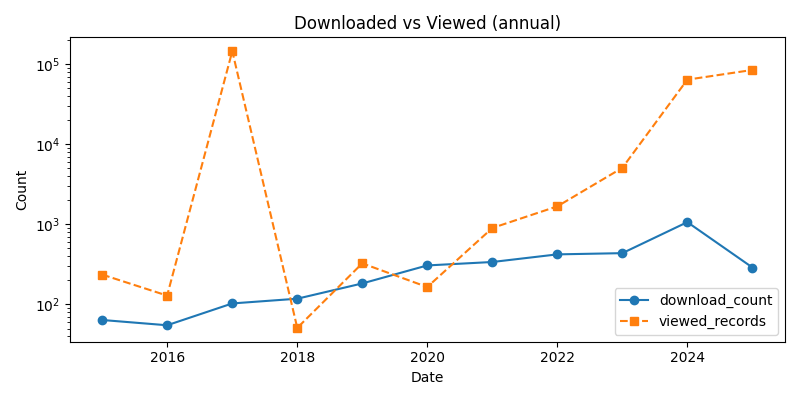 Downloaded vs Viewed (annual)
Count
10⁵
10⁴
10³
10²
2016 2018 2020 2022 2024
Date
download_count
viewed_records